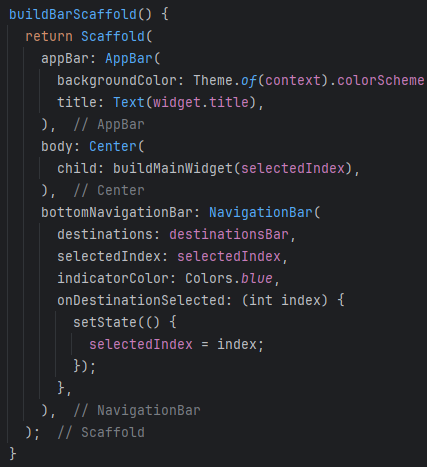 buildBarScaffold() {
  return Scaffold(
    appBar: AppBar(
      backgroundColor: Theme.of(context).colorScheme
      title: Text(widget.title),
    ),  // AppBar
    body: Center(
      child: buildMainWidget(selectedIndex),
    ),  // Center
    bottomNavigationBar: NavigationBar(
      destinations: destinationsBar,
      selectedIndex: selectedIndex,
      indicatorColor: Colors.blue,
      onDestinationSelected: (int index) {
        setState(() {
          selectedIndex = index;
        });
      },
    ),  // NavigationBar
  );  // Scaffold
}